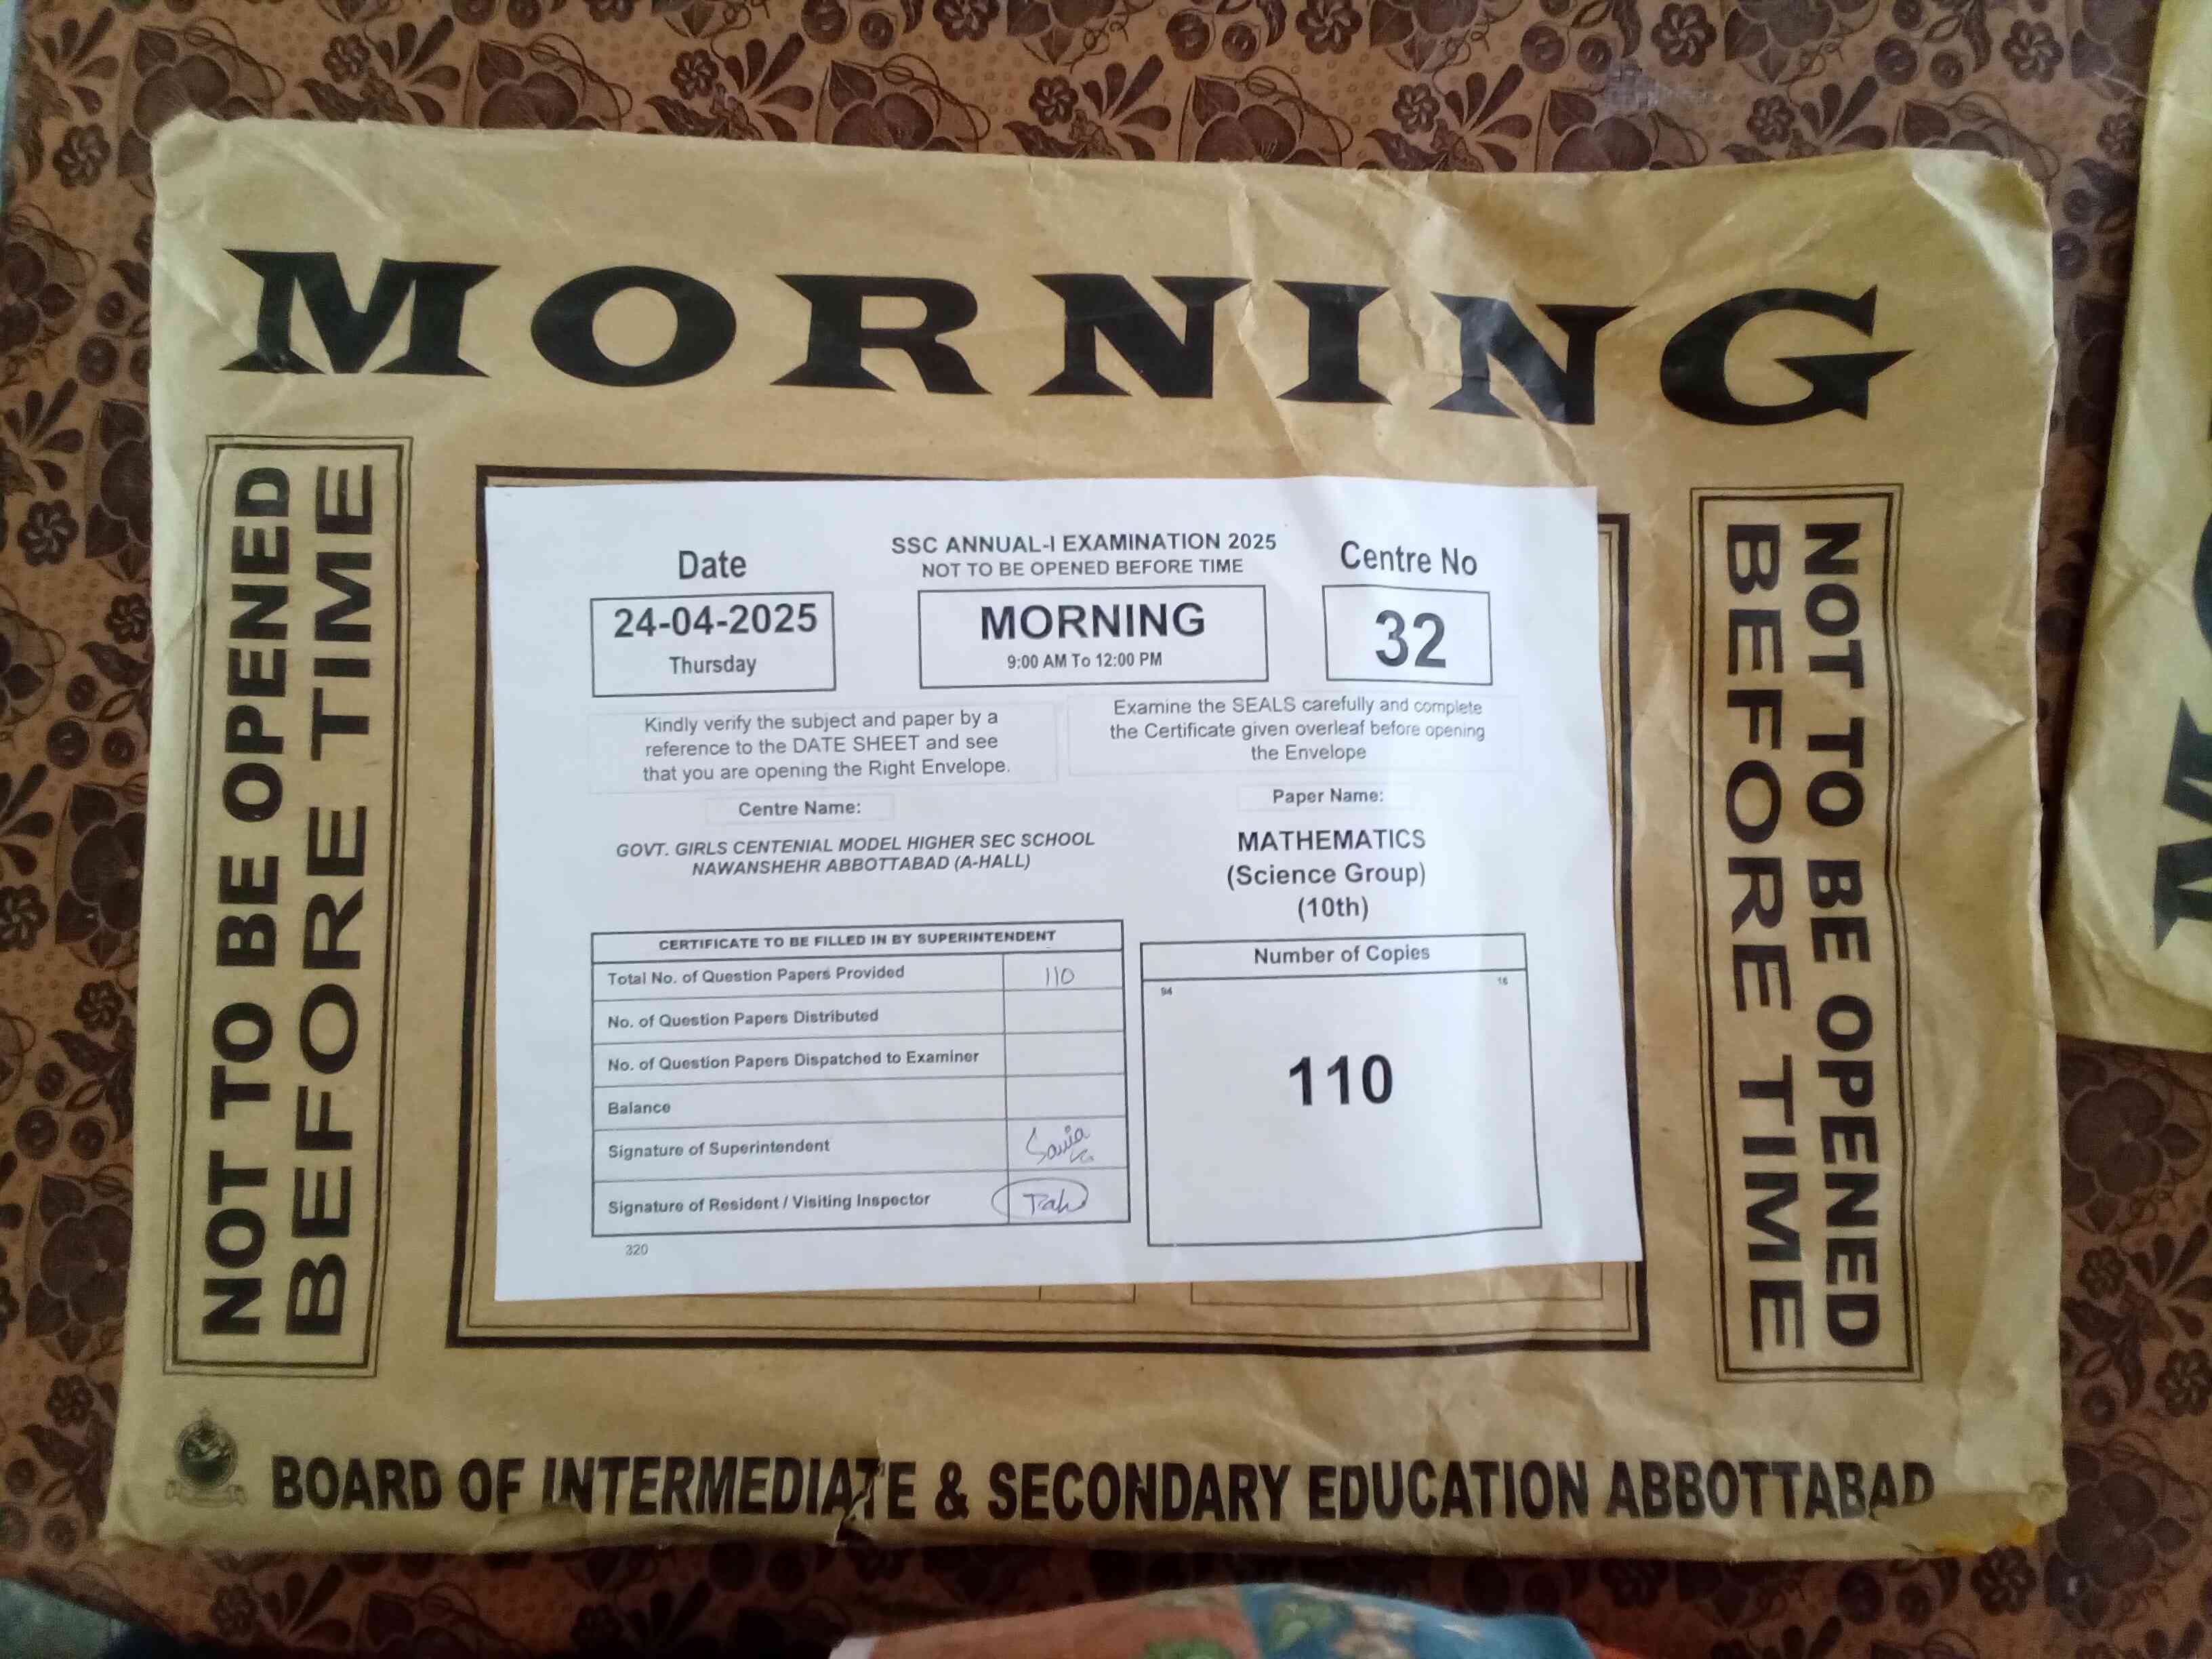 MORNING
NOT TO BE OPENED
BEFORE TIME
Date
24-04-2025
Thursday
SSC ANNUAL-I EXAMINATION 2025
NOT TO BE OPENED BEFORE TIME
MORNING
9:00 AM To 12:00 PM
Centre No
32
Kindly verify the subject and paper by a
reference to the DATE SHEET and see
that you are opening the Right Envelope.
Examine the SEALS carefully and complete
the Certificate given overleaf before opening
the Envelope
Centre Name:
GOVT. GIRLS CENTENIAL MODEL HIGHER SEC SCHOOL
NAWANSHEHR ABBOTTABAD (A-HALL)
Paper Name:
MATHEMATICS
(Science Group)
(10th)
CERTIFICATE TO BE FILLED IN BY SUPERINTENDENT
Total No. of Question Papers Provided 110
No. of Question Papers Distributed
No. of Question Papers Dispatched to Examiner
Balance
Signature of Superintendent
Signature of Resident / Visiting Inspector
320
Number of Copies
94 16
110
NOT TO BE OPENED
BEFORE TIME
BOARD OF INTERMEDIATE & SECONDARY EDUCATION ABBOTTABAD